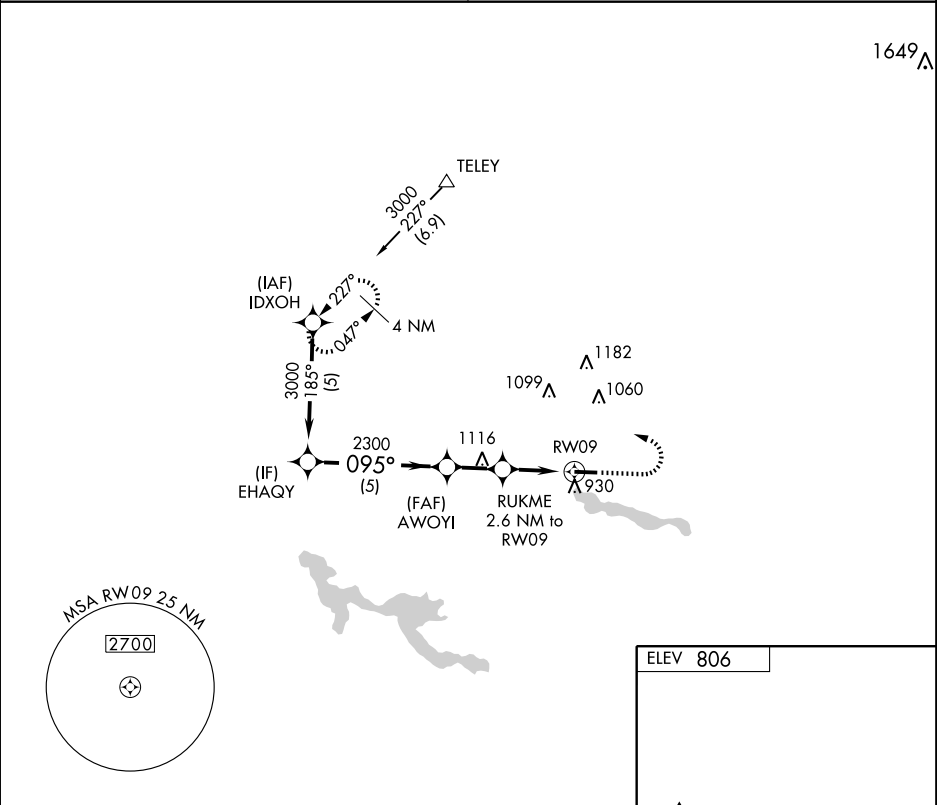 1649
TELEY
3000
227°
(6.9)
(IAF)
IDXOH
227°
047°
4 NM
3000
185°
(5)
1182
1099
1060
2300
095°
(5)
1116
RW09
930
(IF)
EHAQY
(FAF)
AWOYI
RUKME
2.6 NM to
RW09
MSA RW09 25 NM
2700
ELEV 806